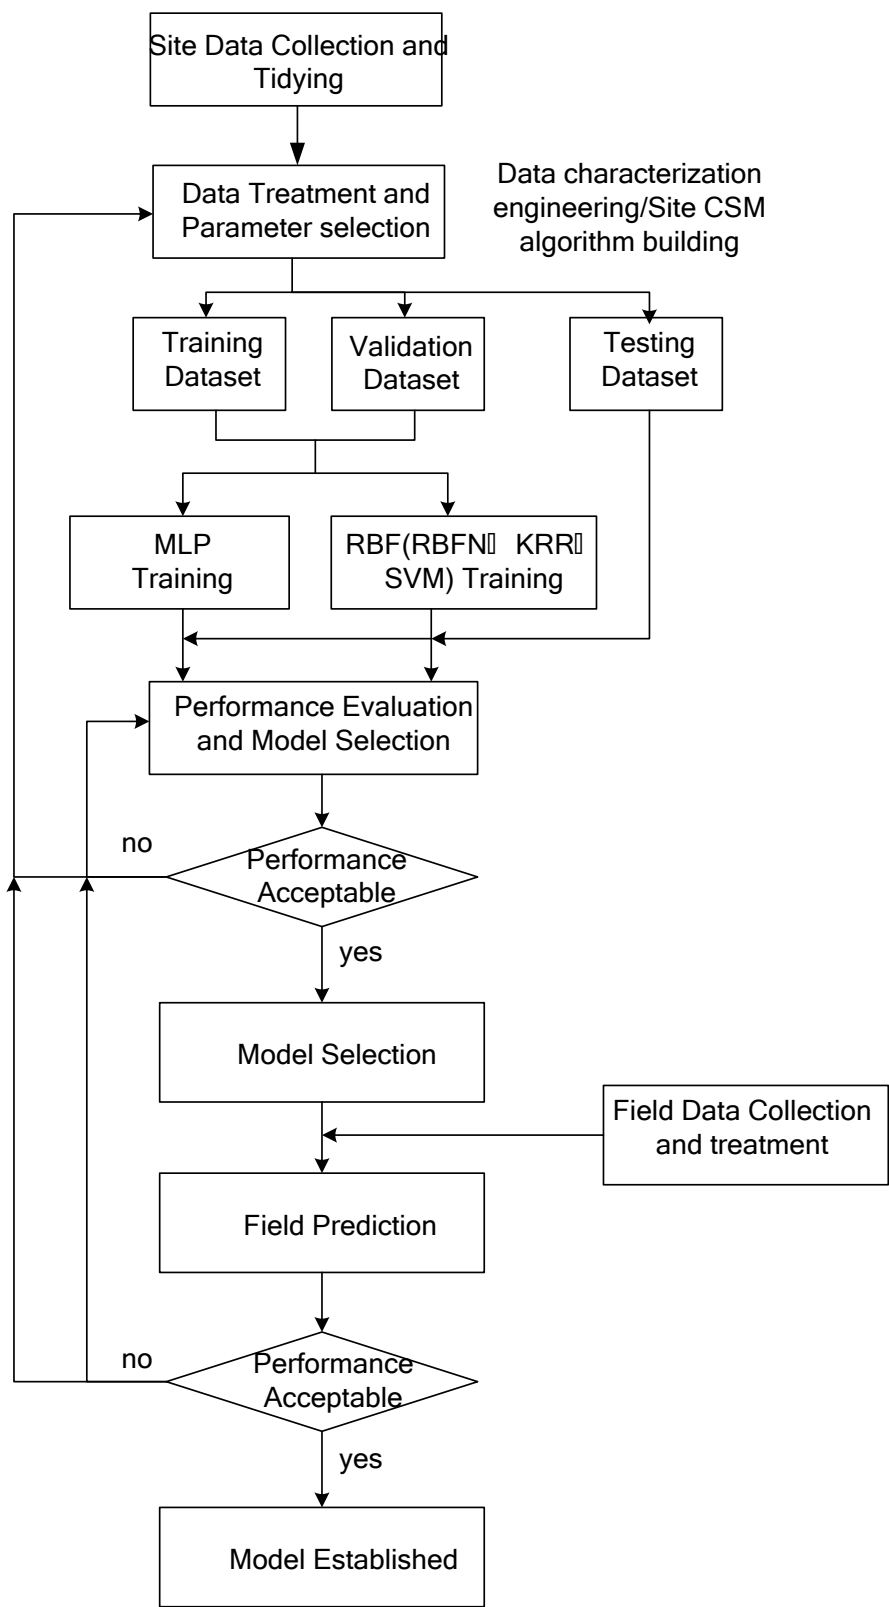 Site Data Collection and
Tidying
Data Treatment and
Parameter selection
Data characterization
engineering/Site CSM
algorithm building
Training
Dataset
Validation
Dataset
Testing
Dataset
MLP
Training
RBF(RBFN▯ KRR▯
SVM) Training
Performance Evaluation
and Model Selection
no
Performance
Acceptable
yes
Model Selection
Field Data Collection
and treatment
Field Prediction
no
Performance
Acceptable
yes
Model Established